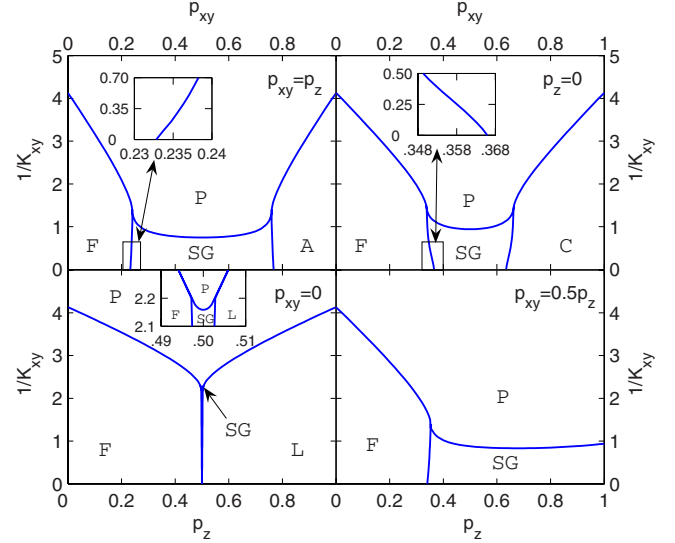 p_xy p_xy
0 0.2 0.4 0.6 0.8 0 0.2 0.4 0.6 0.8 1
5 4 3 2 1 0
1/K_xy
0.70 0.35 0
0.23 0.235 0.24
p_xy=p_z
P
F SG A
0.50 0.25 0
.348 .358 .368
p_z=0
P
F SG C
5 4 3 2 1 0
1/K_xy
4 3 2 1 0
1/K_xy
P
2.2 2.1
P
F SG L
.49 .50 .51
p_xy=0
SG
F L
p_xy=0.5p_z
P
F
SG
4 3 2 1 0
1/K_xy
0 0.2 0.4 0.6 0.8 0 0.2 0.4 0.6 0.8 1
p_z p_z